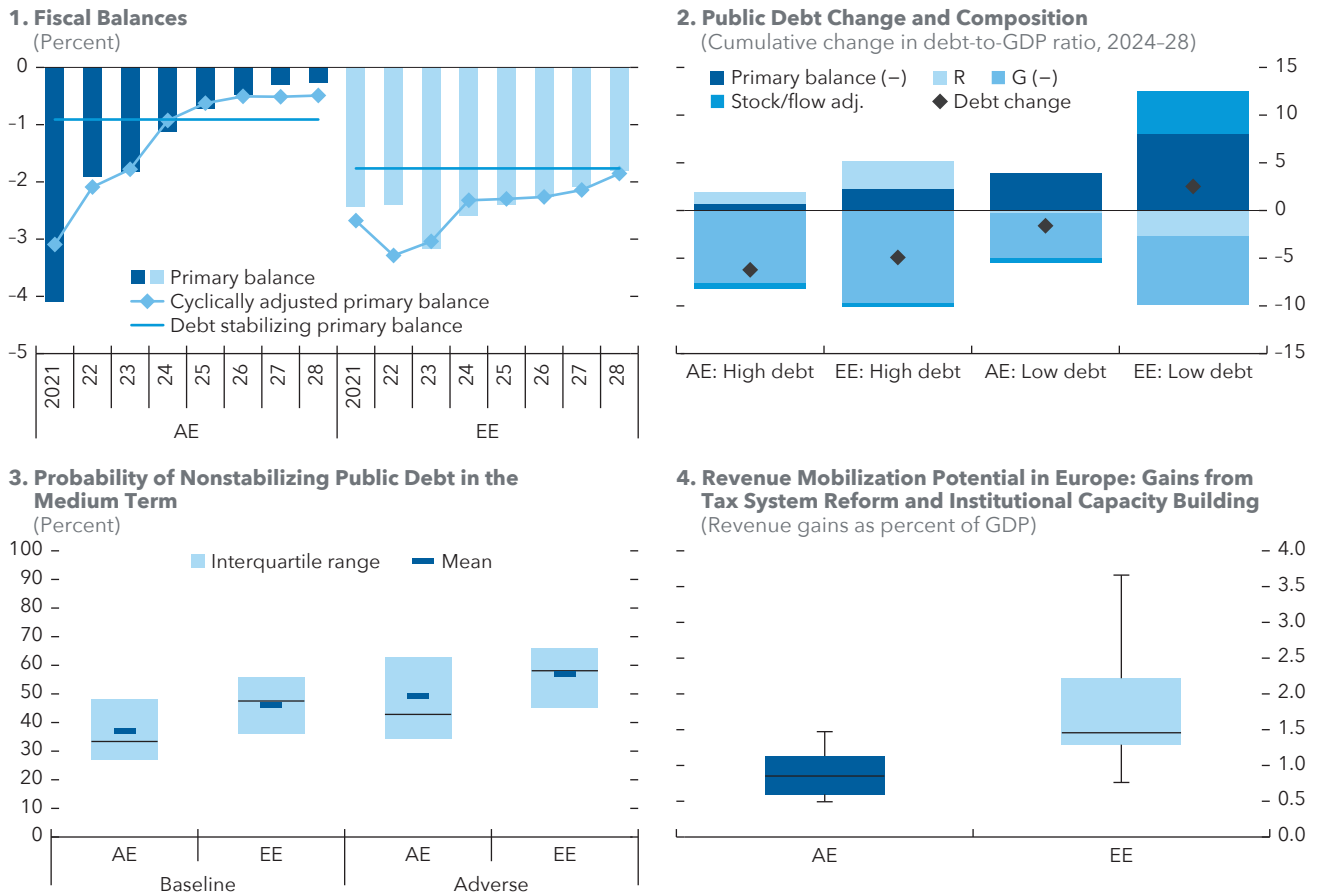 1. Fiscal Balances
(Percent)
0
–1
–2
–3
–4
–5
Primary balance
Cyclically adjusted primary balance
Debt stabilizing primary balance
2021 22 23 24 25 26 27 28 2021 22 23 24 25 26 27 28
AE EE
2. Public Debt Change and Composition
(Cumulative change in debt-to-GDP ratio, 2024–28)
Primary balance (–) R G (–)
Stock/flow adj. Debt change
15
10
5
0
–5
–10
–15
AE: High debt EE: High debt AE: Low debt EE: Low debt
3. Probability of Nonstabilizing Public Debt in the
Medium Term
(Percent)
100
90
80
70
60
50
40
30
20
10
0
Interquartile range Mean
AE EE AE EE
Baseline Adverse
4. Revenue Mobilization Potential in Europe: Gains from
Tax System Reform and Institutional Capacity Building
(Revenue gains as percent of GDP)
4.0
3.5
3.0
2.5
2.0
1.5
1.0
0.5
0.0
AE EE